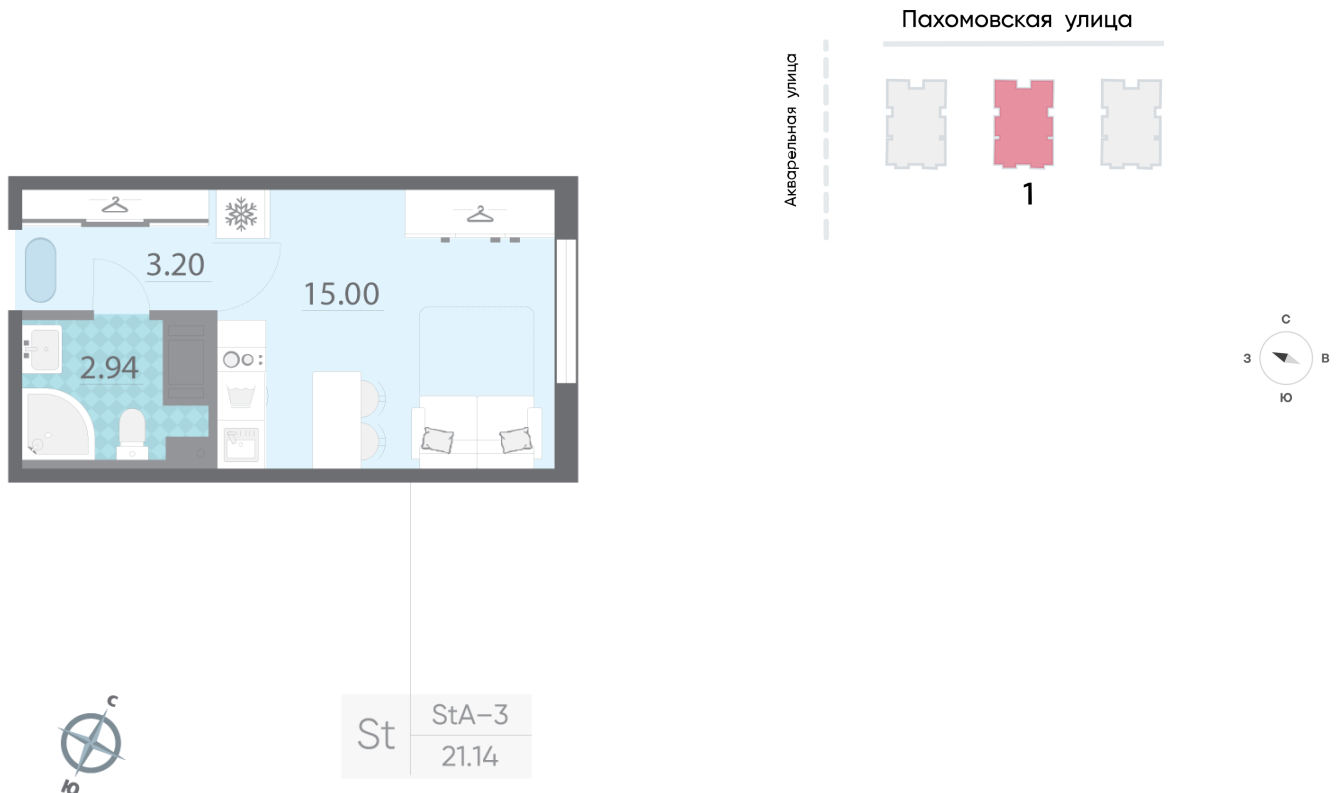 Пахомовская улица
Акварельная улица
1
3.20
15.00
2.94
с
з
в
ю
с
ю
St
StA-3
21.14